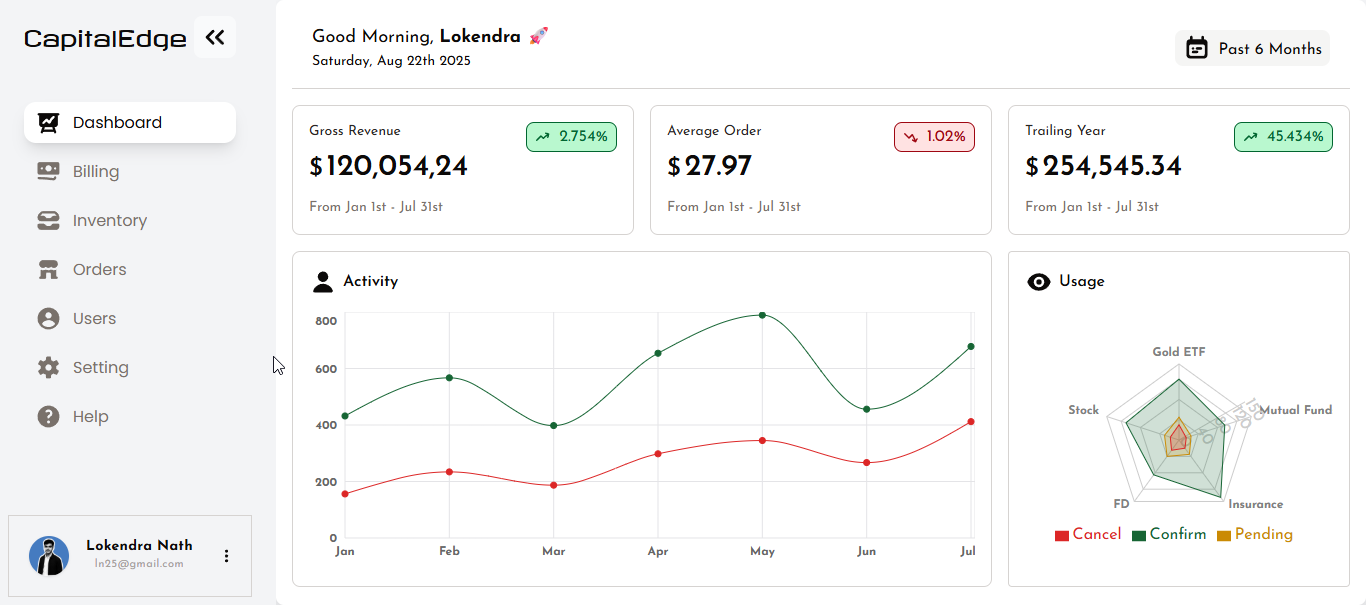 CapitalEdge
Dashboard
Billing
Inventory
Orders
Users
Setting
Help
Lokendra Nath
ln25@gmail.com
Good Morning, Lokendra 🚀
Saturday, Aug 22th 2025
Past 6 Months
Gross Revenue
2.754%
$120,054,24
From Jan 1st - Jul 31st
Average Order
1.02%
$27.97
From Jan 1st - Jul 31st
Trailing Year
45.434%
$254,545.34
From Jan 1st - Jul 31st
Activity
800
600
400
200
0
Jan Feb Mar Apr May Jun Jul
Usage
Gold ETF
Stock
Mutual Fund
150
120
40
FD
Insurance
Cancel Confirm Pending